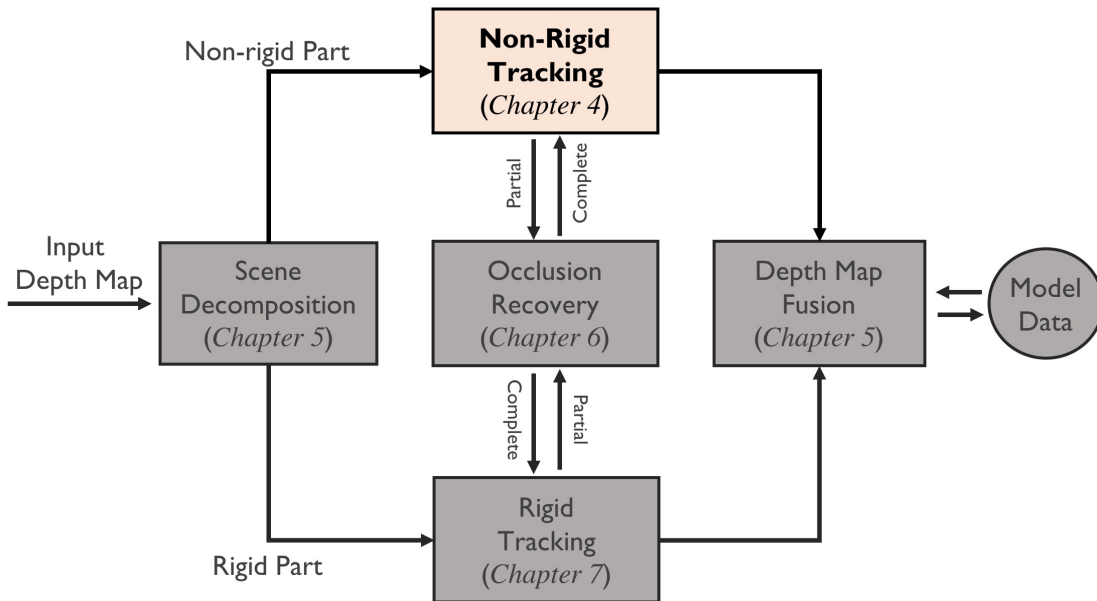 Non-rigid Part
Non-Rigid
Tracking
(Chapter 4)
Partial
Complete
Input
Depth Map
Scene
Decomposition
(Chapter 5)
Occlusion
Recovery
(Chapter 6)
Depth Map
Fusion
(Chapter 5)
Model
Data
Complete
Partial
Rigid
Tracking
(Chapter 7)
Rigid Part